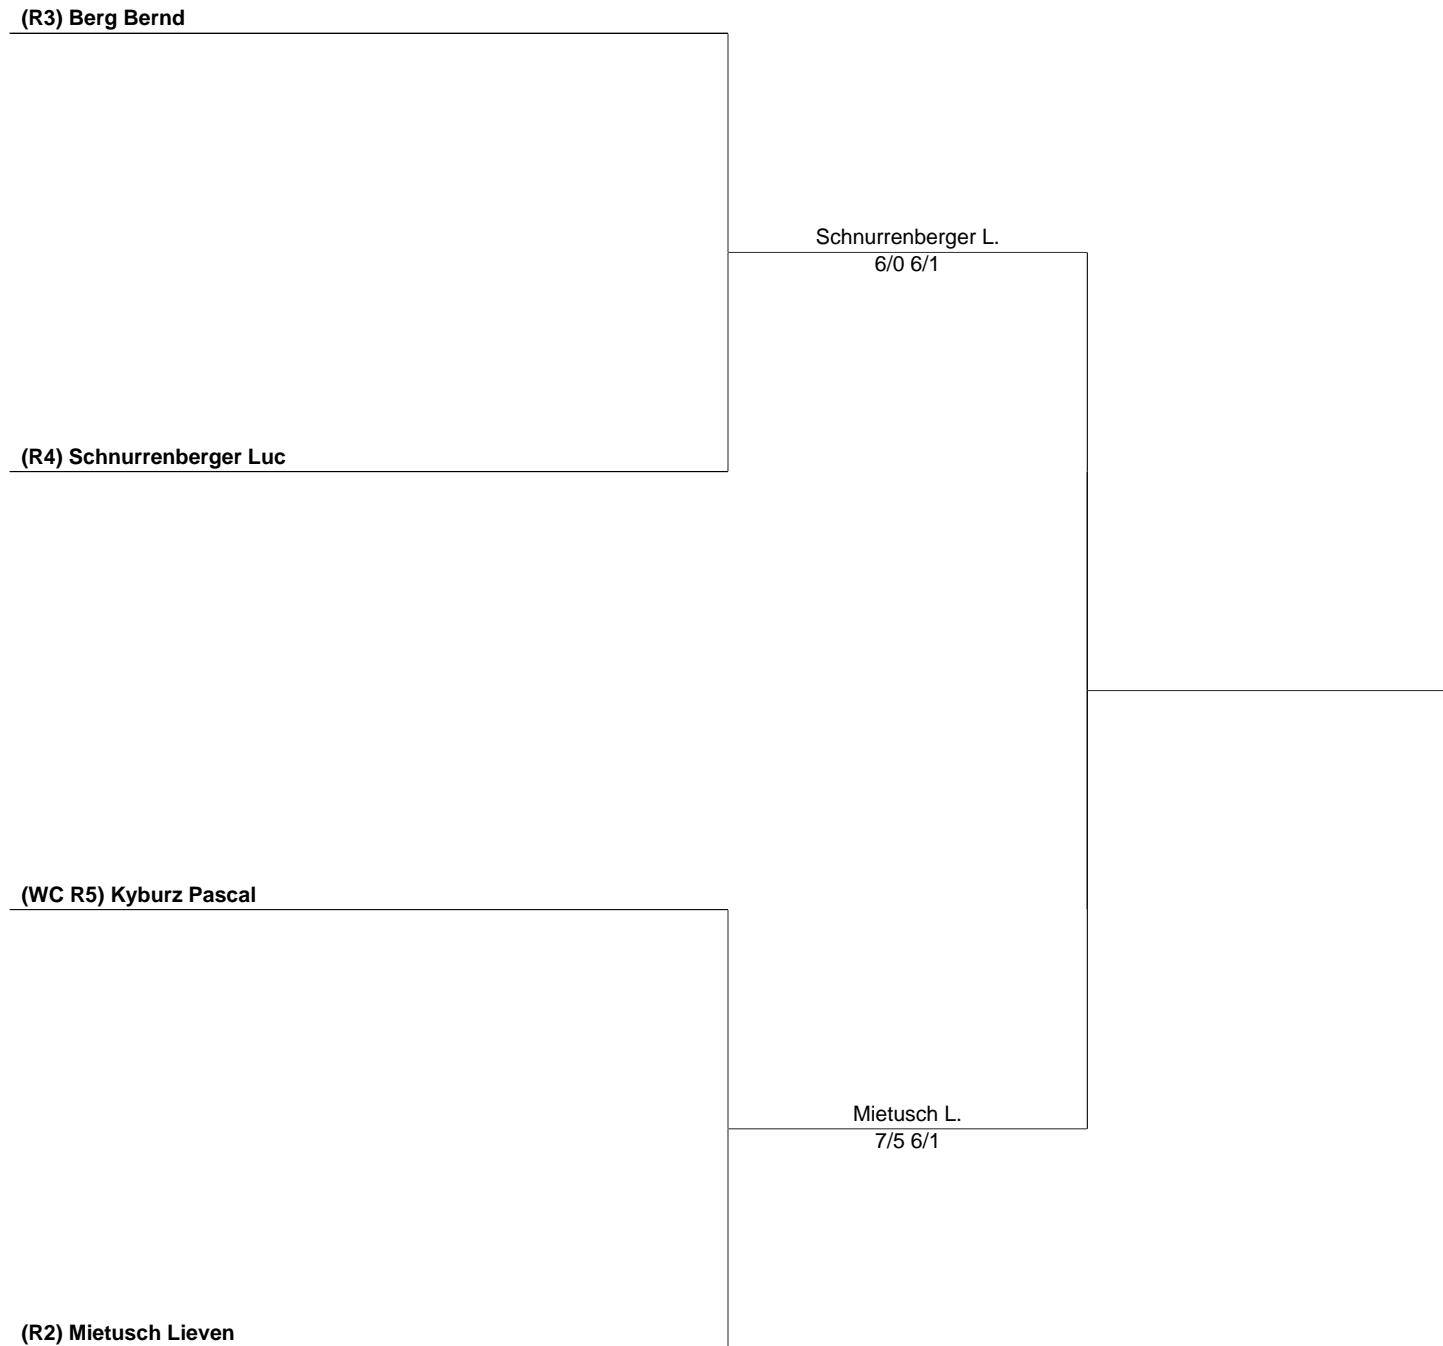 (R3) Berg Bernd
Schnurrenberger L.
6/0 6/1
(R4) Schnurrenberger Luc
(WC R5) Kyburz Pascal
Mietusch L.
7/5 6/1
(R2) Mietusch Lieven